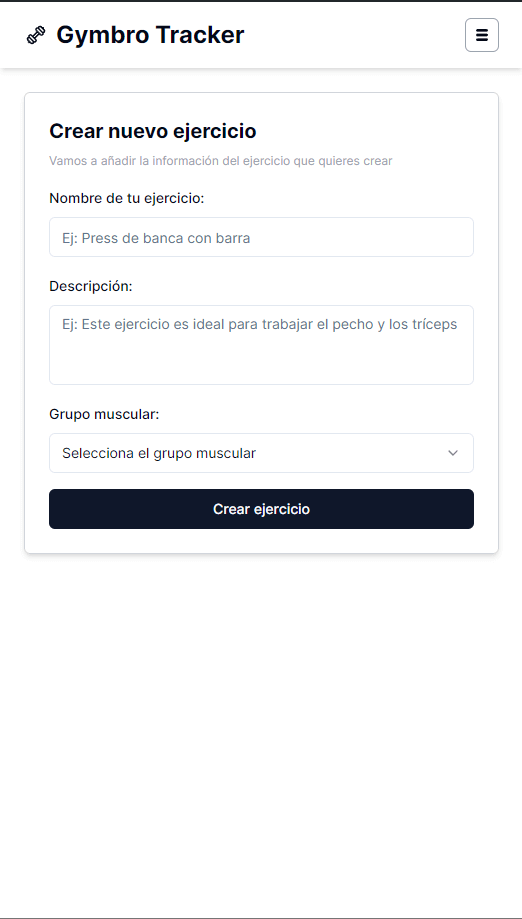 Gymbro Tracker
Crear nuevo ejercicio
Vamos a añadir la información del ejercicio que quieres crear
Nombre de tu ejercicio:
Ej: Press de banca con barra
Descripción:
Ej: Este ejercicio es ideal para trabajar el pecho y los tríceps
Grupo muscular:
Selecciona el grupo muscular
Crear ejercicio